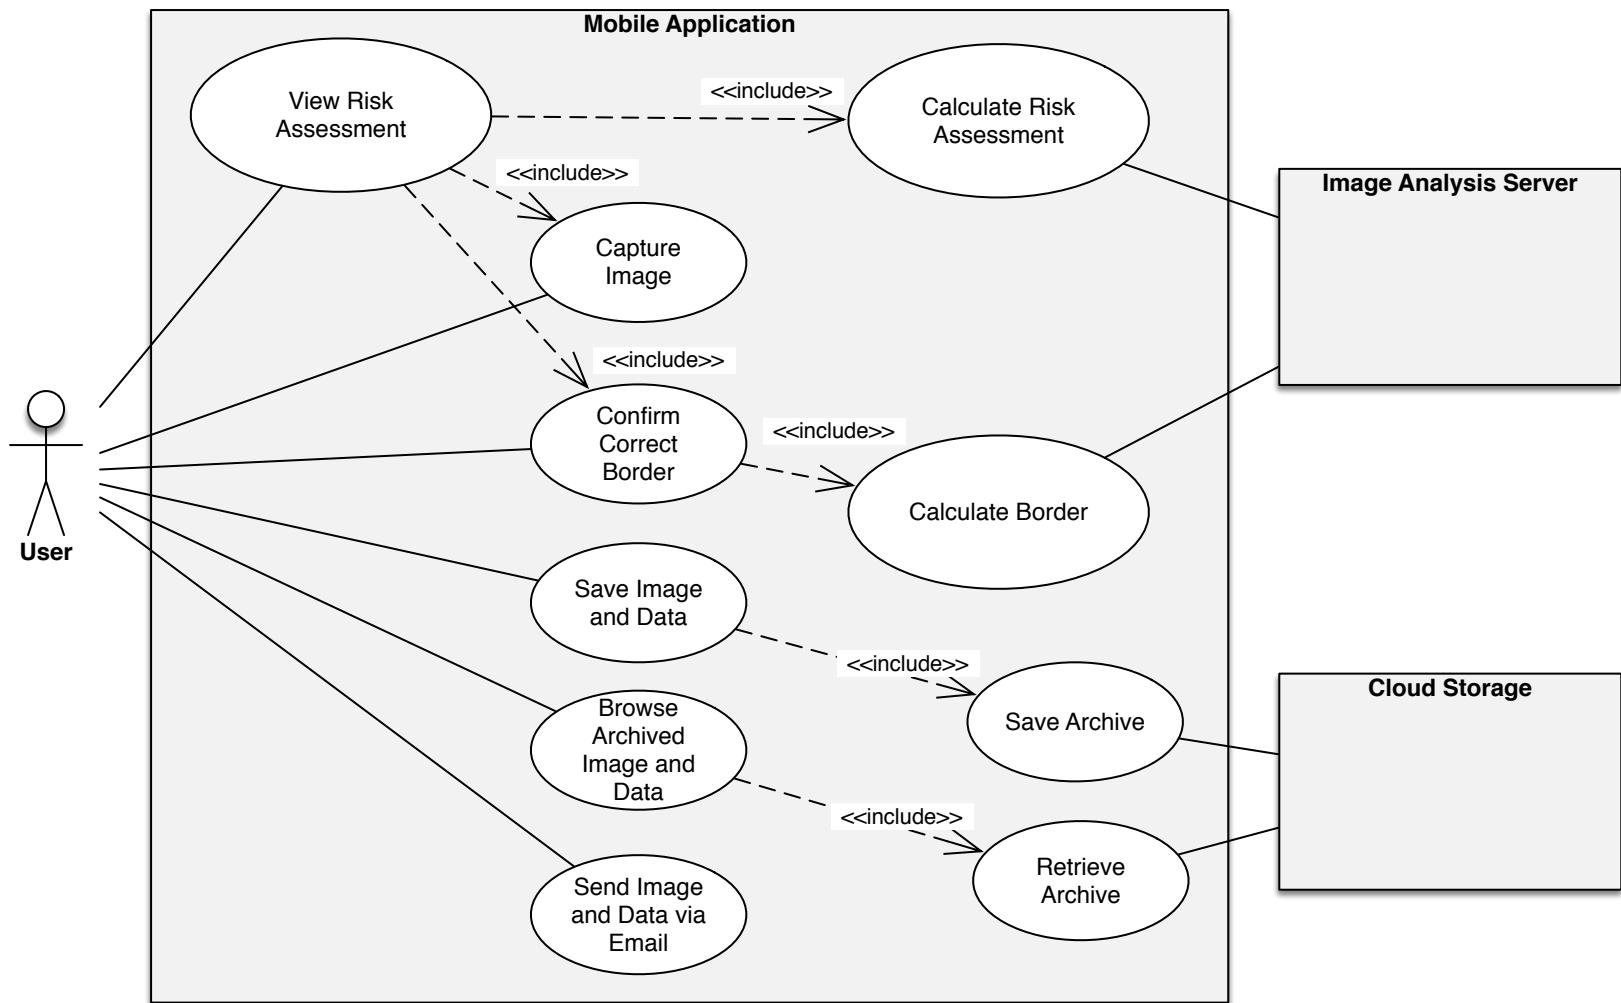 Mobile Application
View Risk
Assessment
<<include>>
Calculate Risk
Assessment
<<include>>
Image Analysis Server
Capture
Image
<<include>>
Confirm
Correct
Border
<<include>>
Calculate Border
User
Save Image
and Data
<<include>>
Save Archive
Cloud Storage
Browse
Archived
Image and
Data
<<include>>
Retrieve
Archive
Send Image
and Data via
Email